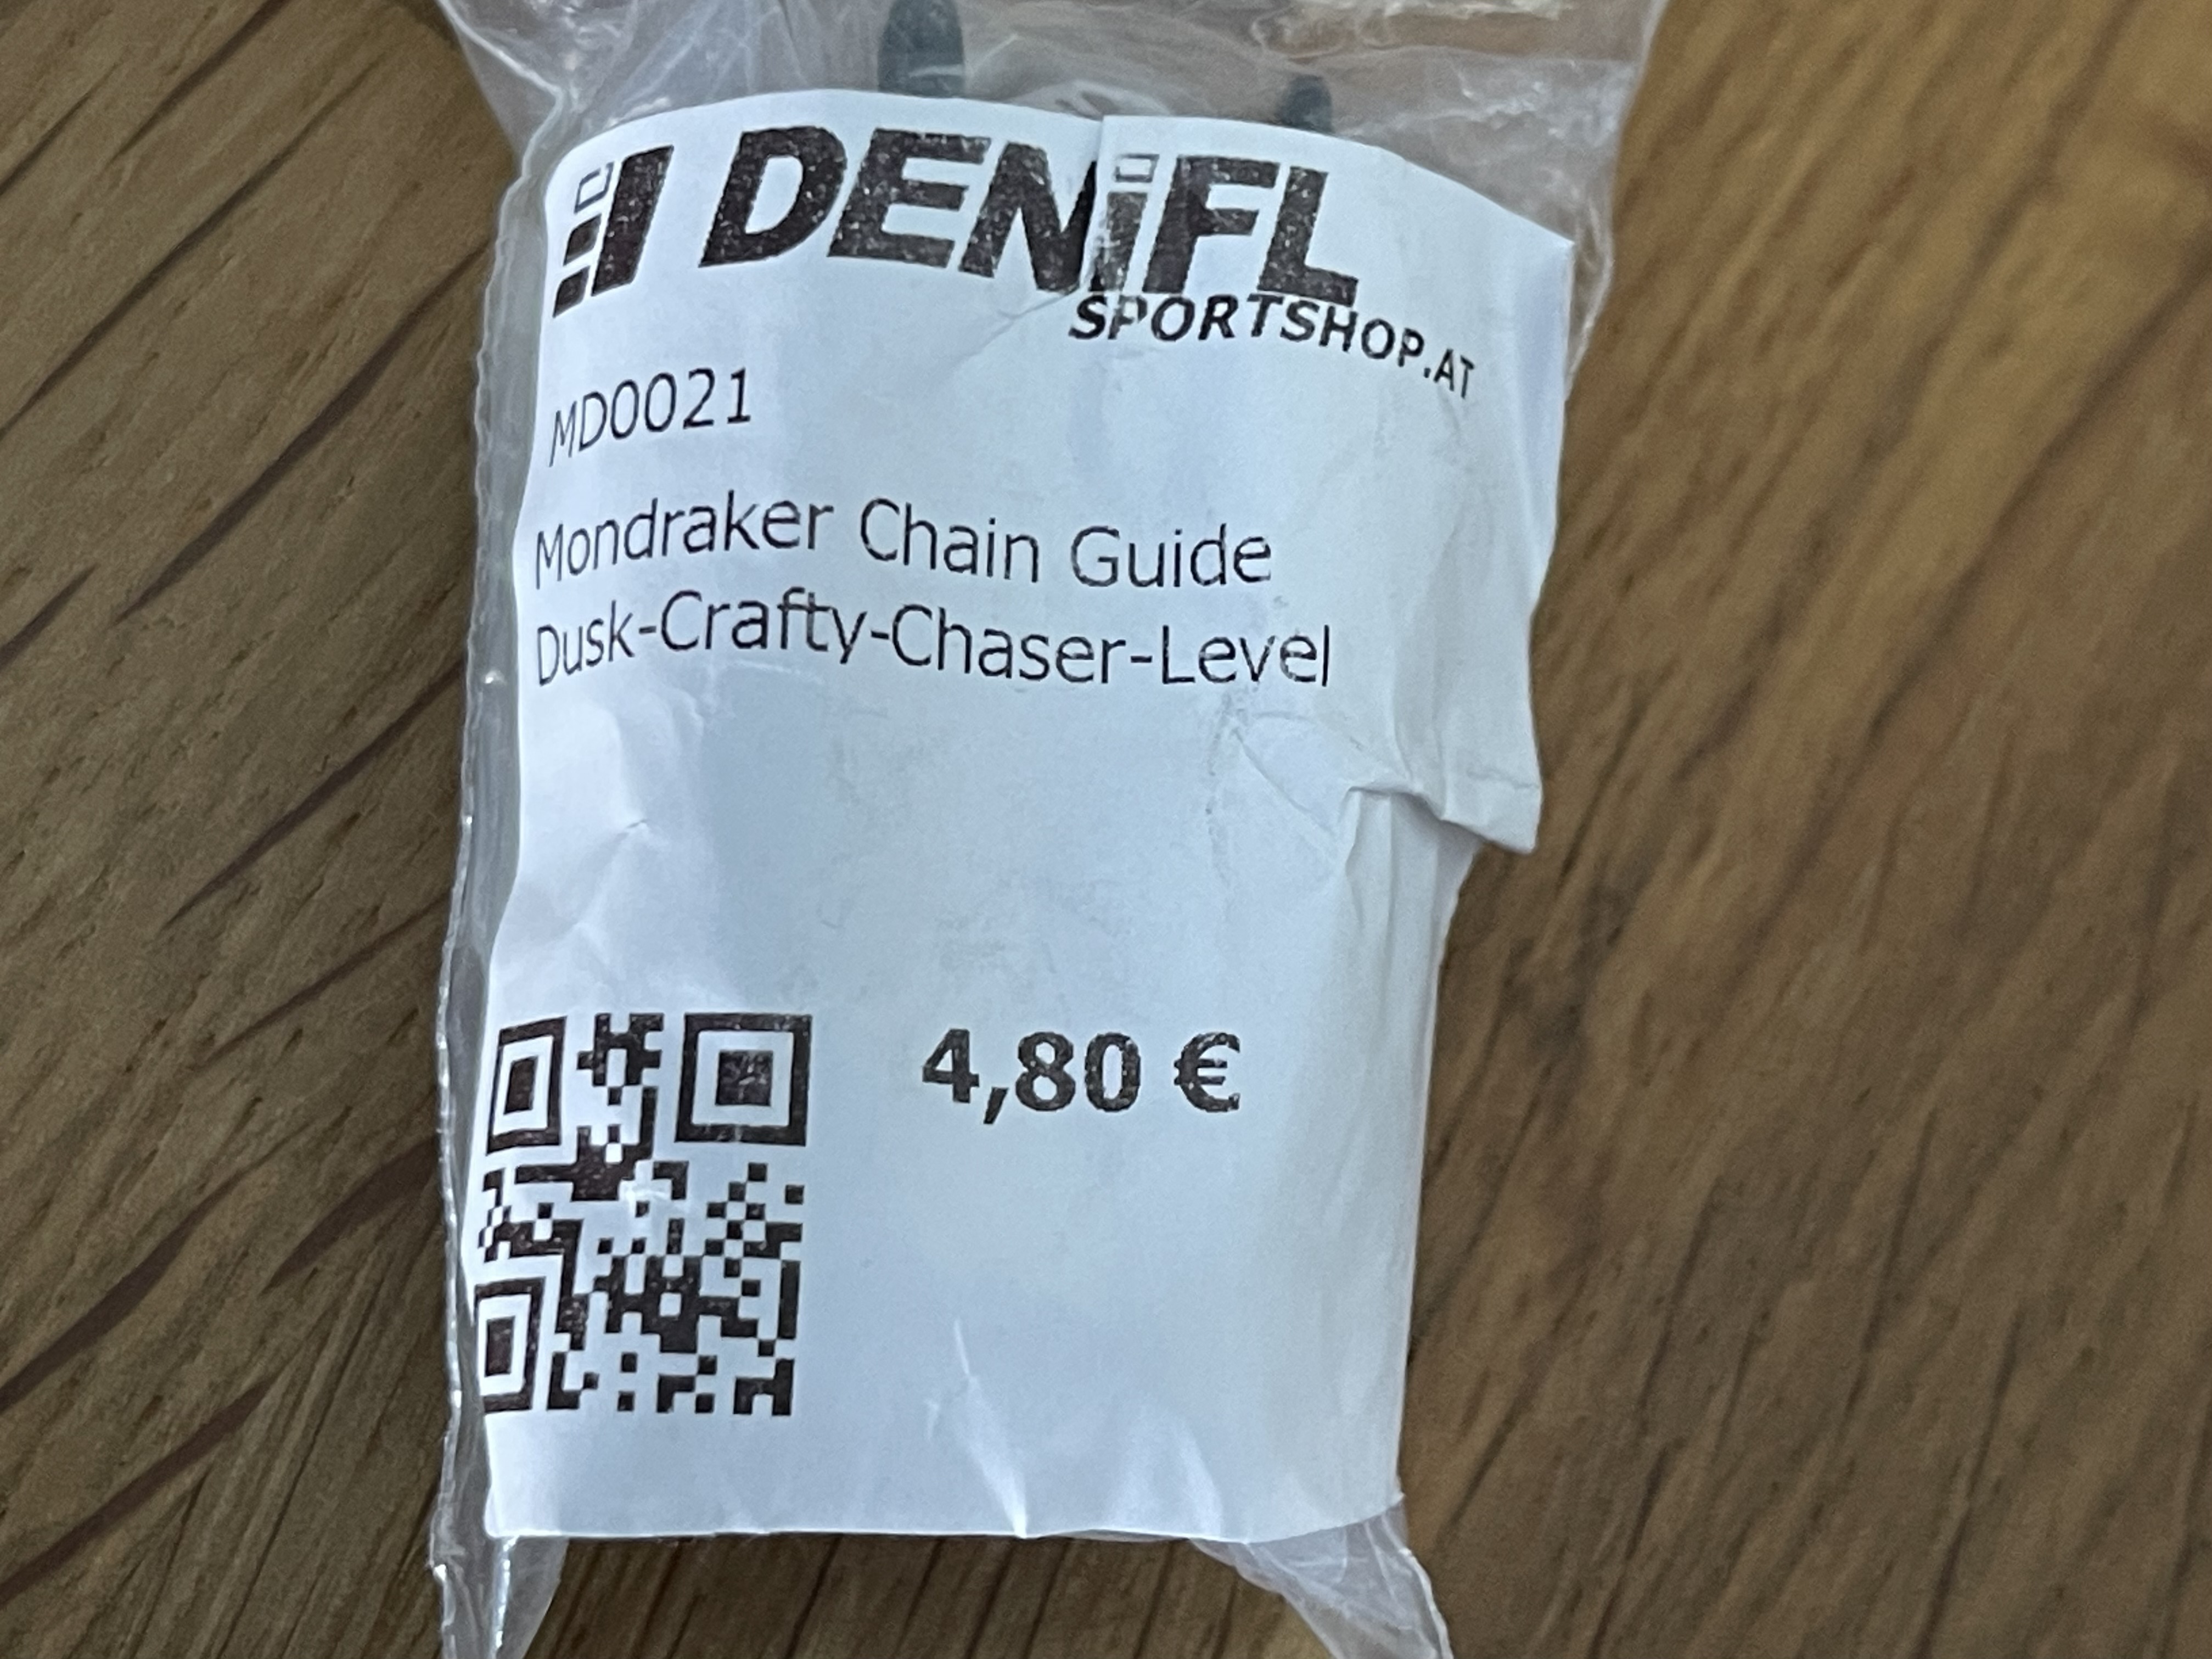 DENiFL
SPORTSHOP.AT
MD0021
Mondraker Chain Guide
Dusk-Crafty-Chaser-Level
4,80 €